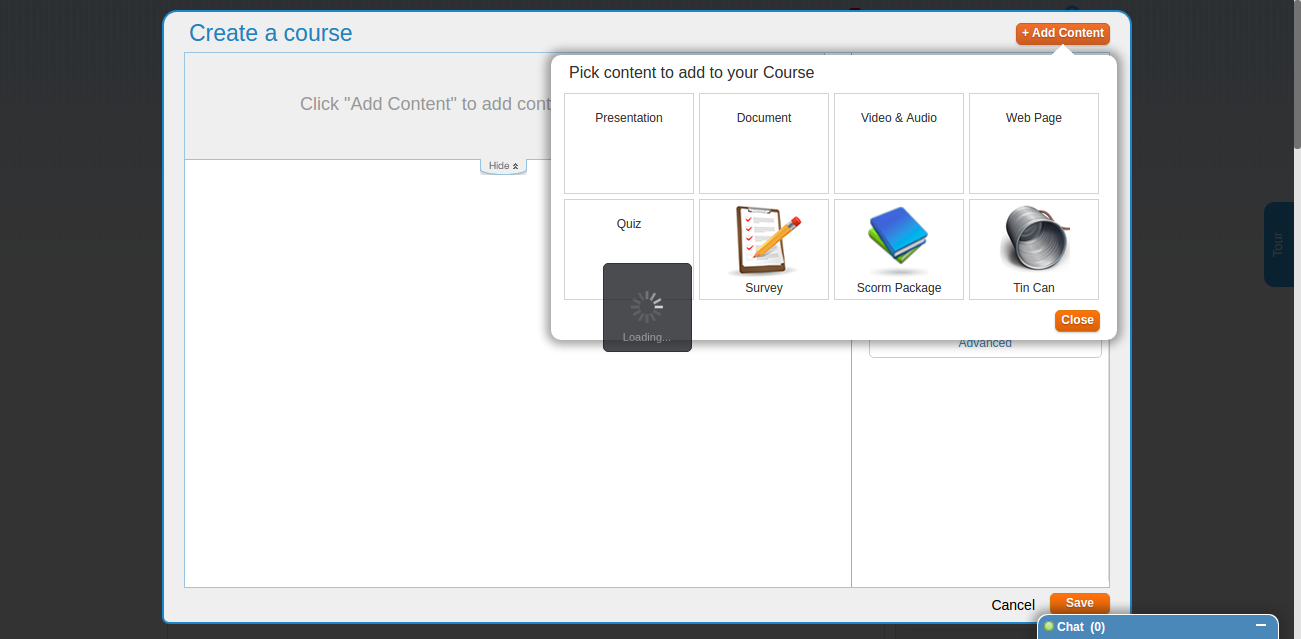 Create a course
+ Add Content
Pick content to add to your Course
Click "Add Content" to add cont
Presentation
Document
Video & Audio
Web Page
Hide
Quiz
Survey
Scorm Package
Tin Can
Loading...
Close
Advanced
Tour
Cancel
Save
Chat (0)